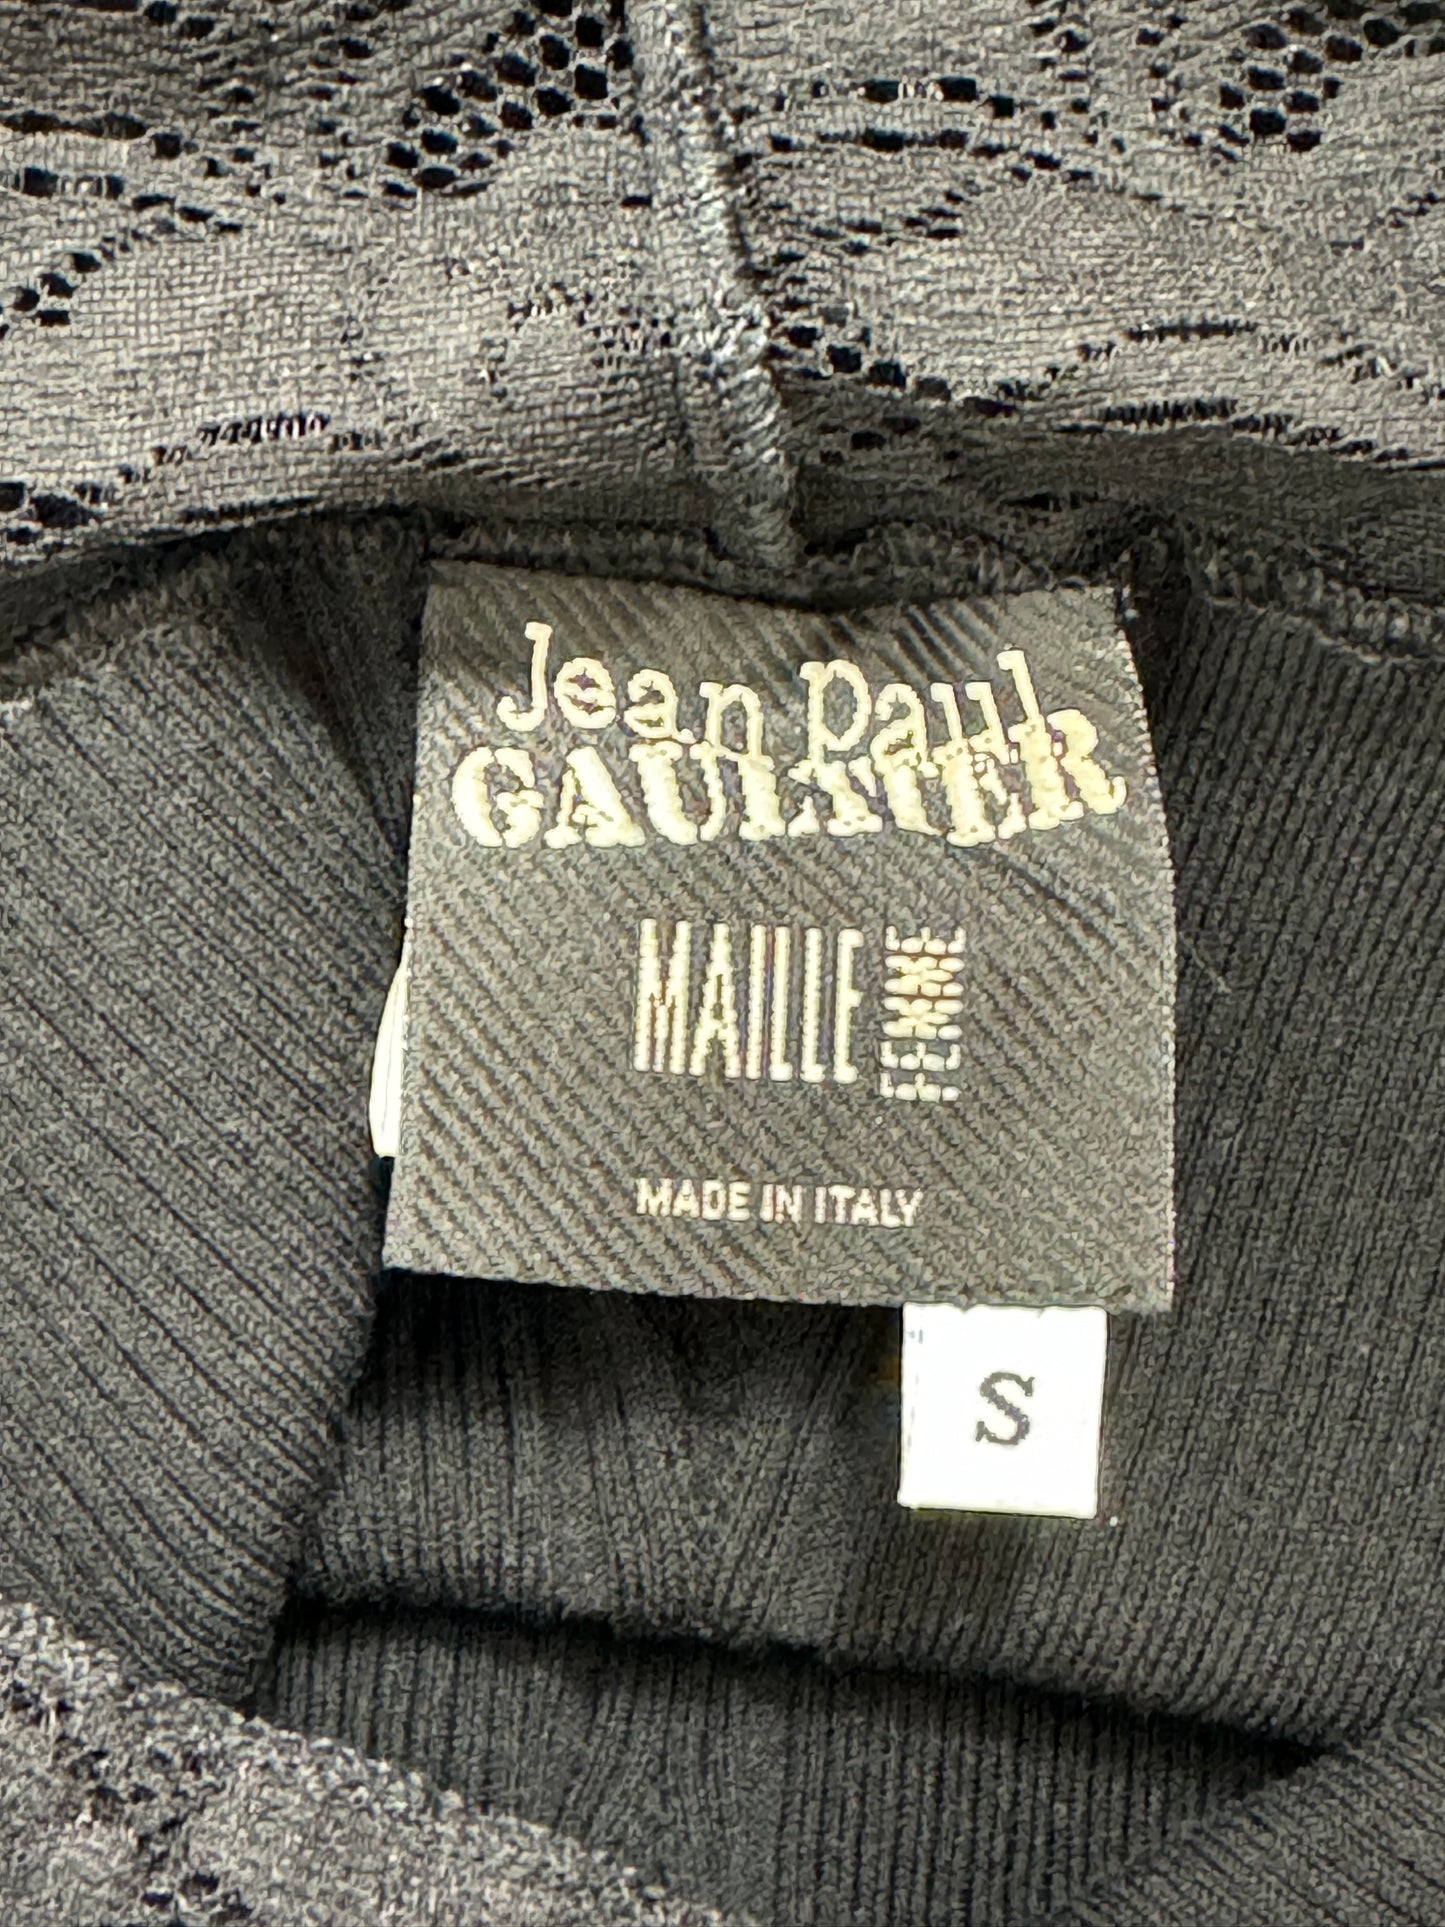 Jean Paul
GAULTIER
MAILLE FEMME
MADE IN ITALY
S